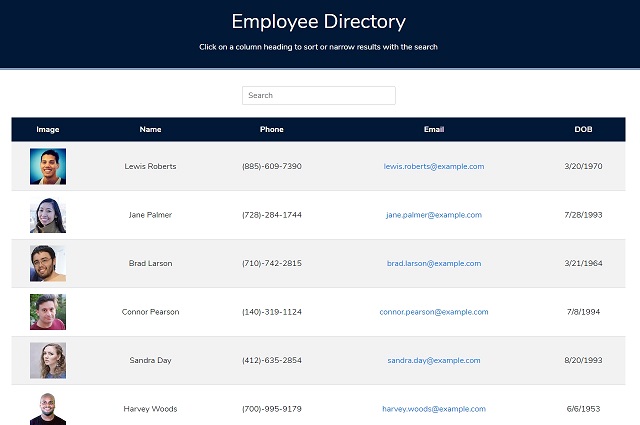 Employee Directory
Click on a column heading to sort or narrow results with the search
Search
Image Name Phone Email DOB
Lewis Roberts (885)-609-7390 lewis.roberts@example.com 3/20/1970
Jane Palmer (728)-284-1744 jane.palmer@example.com 7/28/1993
Brad Larson (710)-742-2815 brad.larson@example.com 3/21/1964
Connor Pearson (140)-319-1124 connor.pearson@example.com 7/8/1994
Sandra Day (412)-635-2854 sandra.day@example.com 8/20/1993
Harvey Woods (700)-995-9179 harvey.woods@example.com 6/6/1953